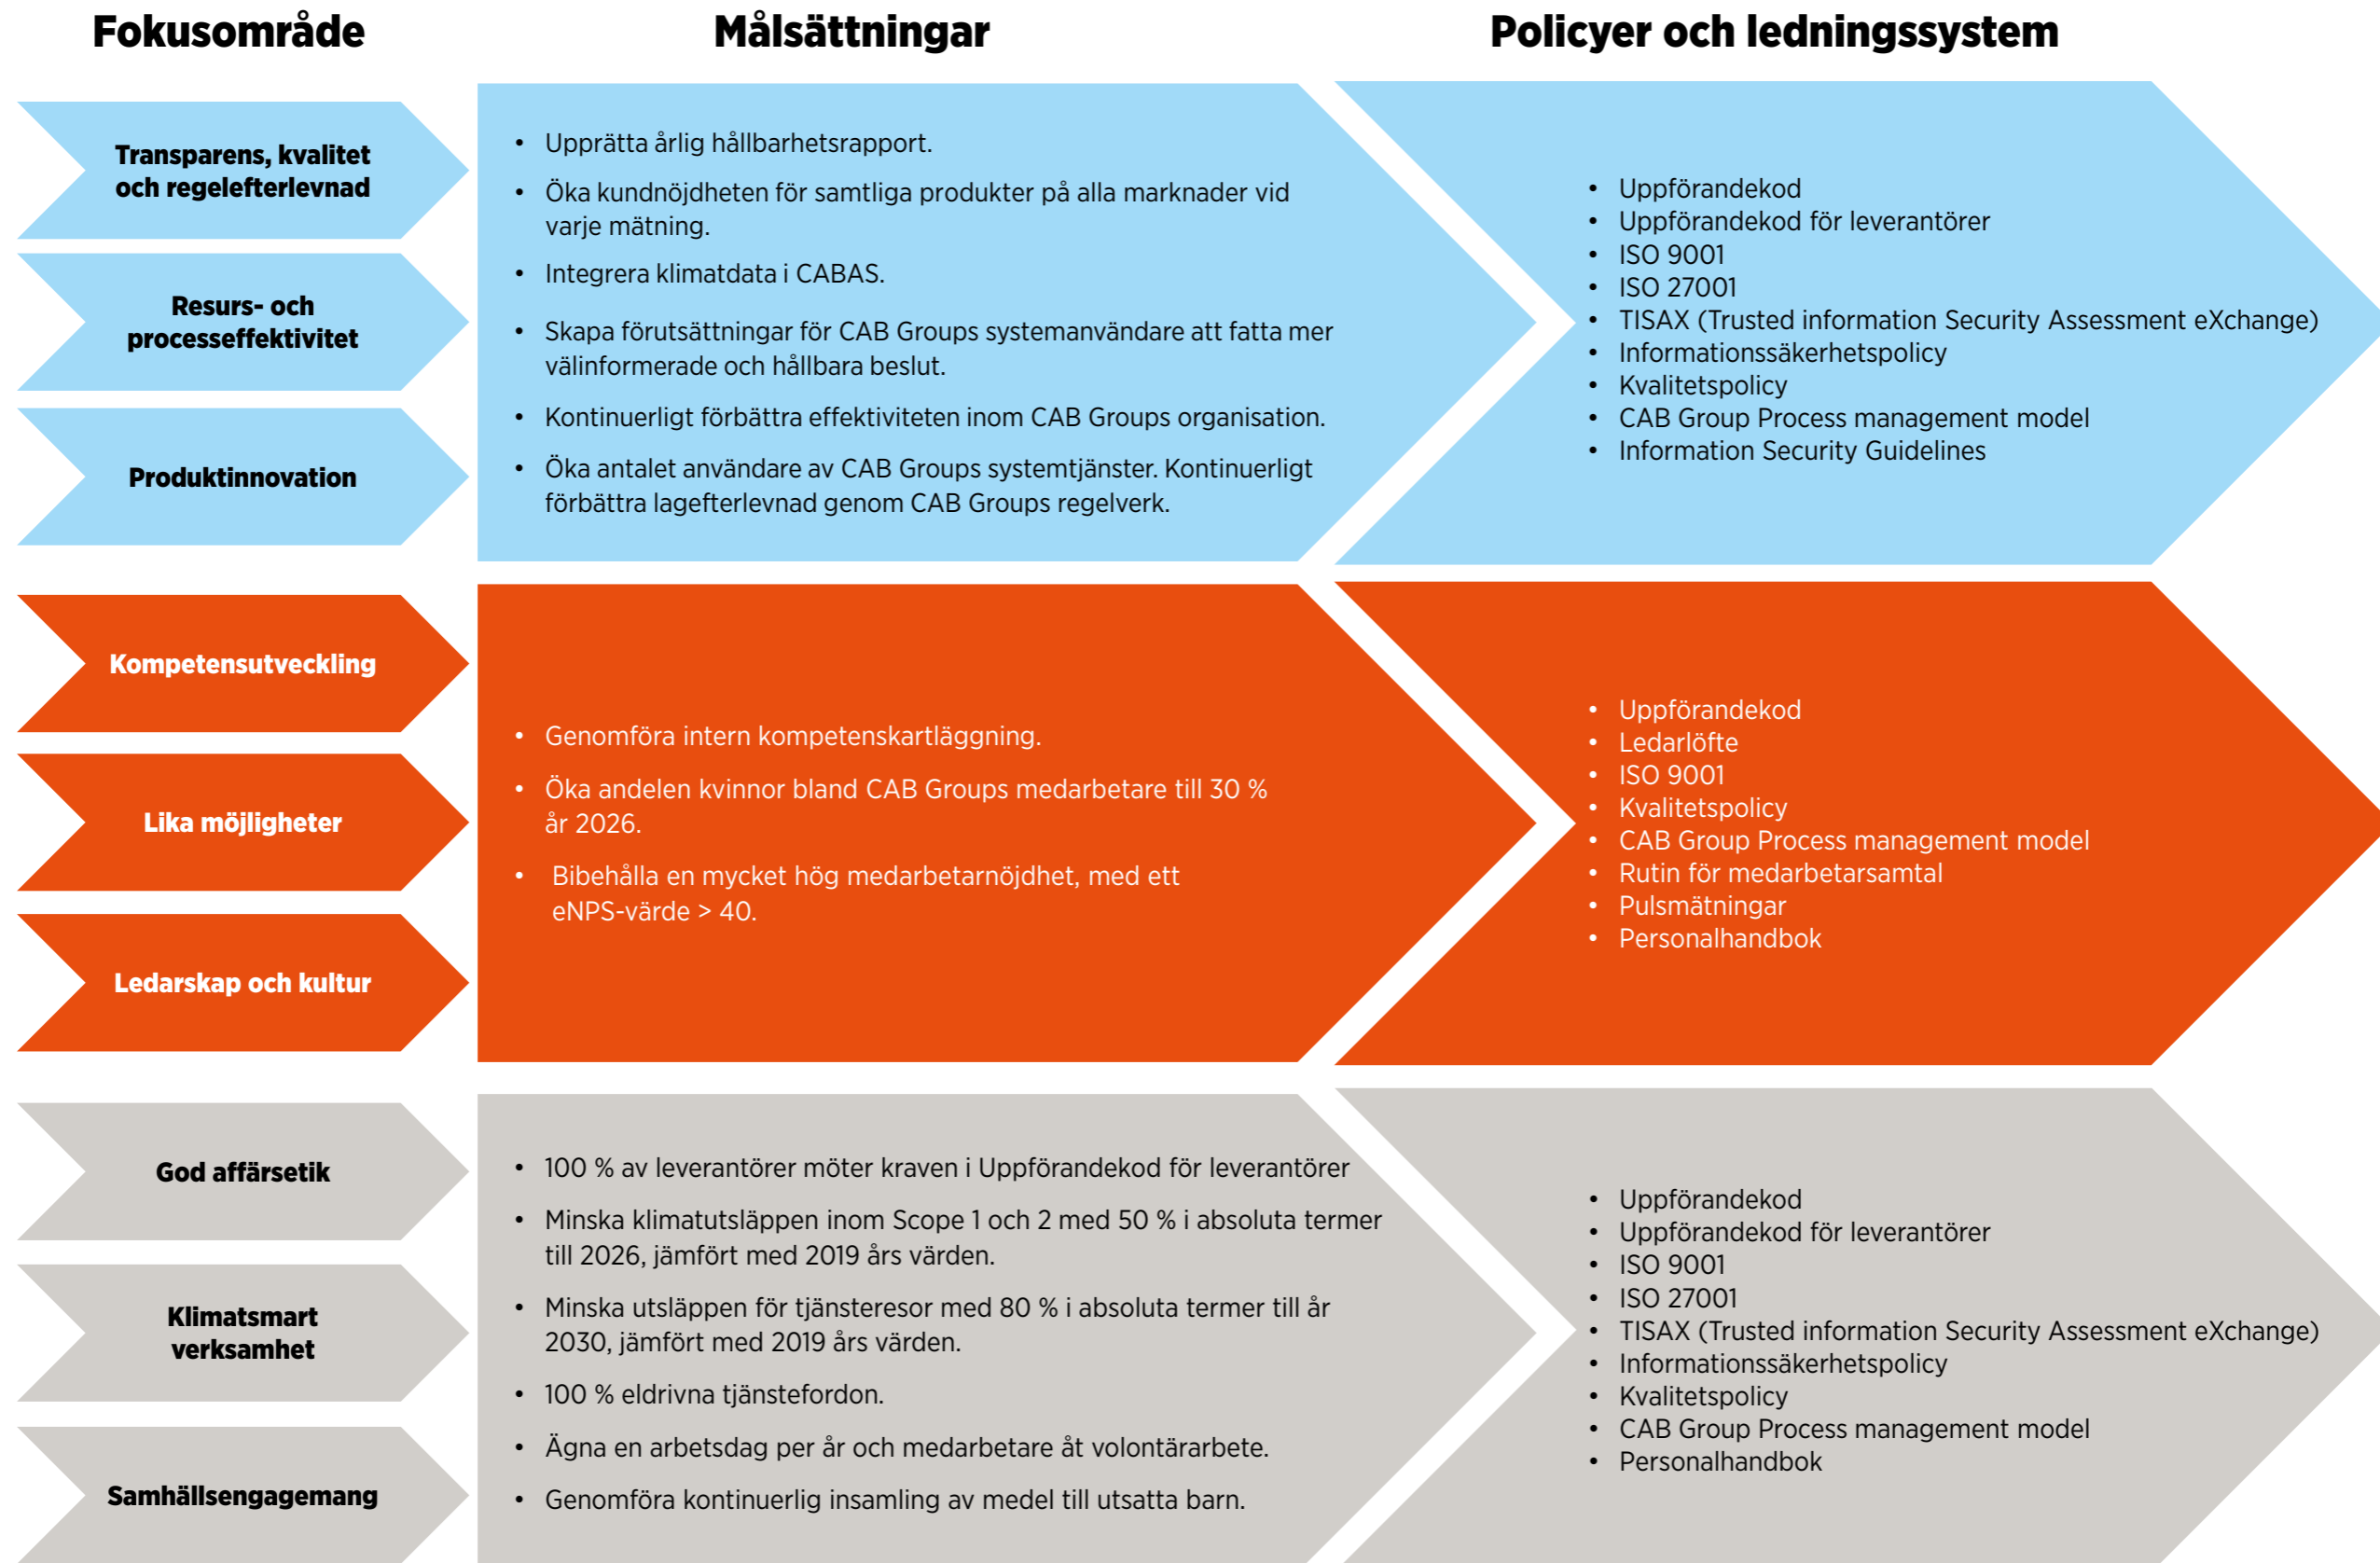 Fokusområde
Målsättningar
Policyer och ledningssystem
Transparens, kvalitet
och regelefterlevnad
Resurs- och
processeffektivitet
Produktinnovation
• Upprätta årlig hållbarhetsrapport.
• Öka kundnöjdheten för samtliga produkter på alla marknader vid
varje mätning.
• Integrera klimatdata i CABAS.
• Skapa förutsättningar för CAB Groups systemanvändare att fatta mer
välinformerade och hållbara beslut.
• Kontinuerligt förbättra effektiviteten inom CAB Groups organisation.
• Öka antalet användare av CAB Groups systemtjänster. Kontinuerligt
förbättra lagefterlevnad genom CAB Groups regelverk.
• Uppförandekod
• Uppförandekod för leverantörer
• ISO 9001
• ISO 27001
• TISAX (Trusted information Security Assessment eXchange)
• Informationssäkerhetspolicy
• Kvalitetspolicy
• CAB Group Process management model
• Information Security Guidelines
Kompetensutveckling
Lika möjligheter
Ledarskap och kultur
• Genomföra intern kompetenskartläggning.
• Öka andelen kvinnor bland CAB Groups medarbetare till 30 %
år 2026.
• Bibehålla en mycket hög medarbetarnöjdhet, med ett
eNPS-värde > 40.
• Uppförandekod
• Ledarlöfte
• ISO 9001
• Kvalitetspolicy
• CAB Group Process management model
• Rutin för medarbetarsamtal
• Pulsmätningar
• Personalhandbok
God affärsetik
Klimatsmart
verksamhet
Samhällsengagemang
• 100 % av leverantörer möter kraven i Uppförandekod för leverantörer
• Minska klimatutsläppen inom Scope 1 och 2 med 50 % i absoluta termer
till 2026, jämfört med 2019 års värden.
• Minska utsläppen för tjänsteresor med 80 % i absoluta termer till år
2030, jämfört med 2019 års värden.
• 100 % eldrivna tjänstefordon.
• Ägna en arbetsdag per år och medarbetare åt volontärarbete.
• Genomföra kontinuerlig insamling av medel till utsatta barn.
• Uppförandekod
• Uppförandekod för leverantörer
• ISO 9001
• ISO 27001
• TISAX (Trusted information Security Assessment eXchange)
• Informationssäkerhetspolicy
• Kvalitetspolicy
• CAB Group Process management model
• Personalhandbok